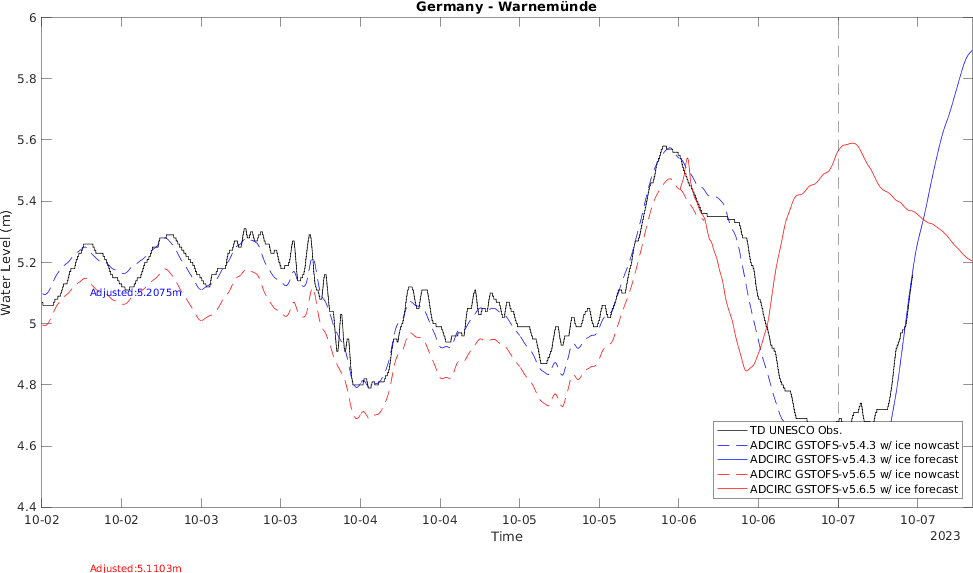 Germany - Warnemünde
6
5.8
5.6
5.4
5.2
5
4.8
4.6
4.4
Water Level (m)
Adjusted:5.2075m
TD UNESCO Obs.
ADCIRC GSTOFS-v5.4.3 w/ ice nowcast
ADCIRC GSTOFS-v5.4.3 w/ ice forecast
ADCIRC GSTOFS-v5.6.5 w/ ice nowcast
ADCIRC GSTOFS-v5.6.5 w/ ice forecast
10-02 10-02 10-03 10-03 10-04 10-04 10-05 10-05 10-06 10-06 10-07 10-07
Time
2023
Adjusted:5.1103m